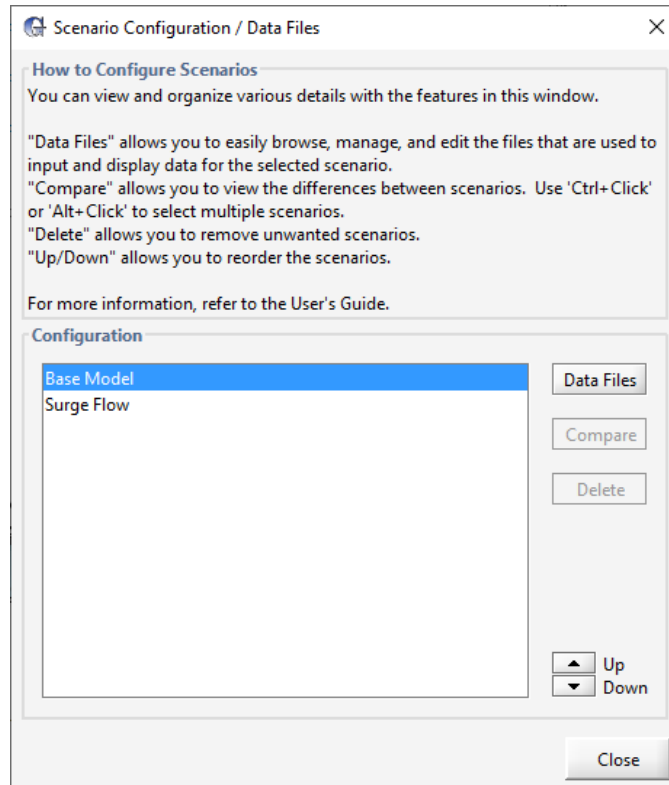 Scenario Configuration / Data Files
How to Configure Scenarios
You can view and organize various details with the features in this window.
"Data Files" allows you to easily browse, manage, and edit the files that are used to
input and display data for the selected scenario.
"Compare" allows you to view the differences between scenarios.  Use 'Ctrl+Click'
or 'Alt+Click' to select multiple scenarios.
"Delete" allows you to remove unwanted scenarios.
"Up/Down" allows you to reorder the scenarios.
For more information, refer to the User's Guide.
Configuration
Base Model
Surge Flow
Data Files
Compare
Delete
Up
Down
Close